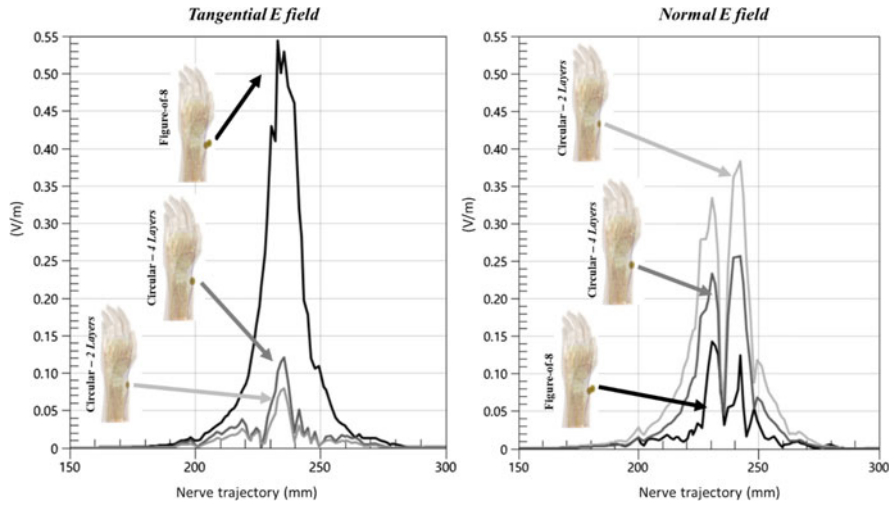 Tangential E field
Normal E field
0.55
0.50
0.45
0.40
0.35
0.30
0.25
0.20
0.15
0.10
0.05
0
(V/m)
Figure-of-8
Circular – 4 Layers
Circular – 2 Layers
150
200
250
300
Nerve trajectory (mm)
0.55
0.50
0.45
0.40
0.35
0.30
0.25
0.20
0.15
0.10
0.05
0
(V/m)
Circular – 2 Layers
Circular – 4 Layers
Figure-of-8
150
200
250
300
Nerve trajectory (mm)